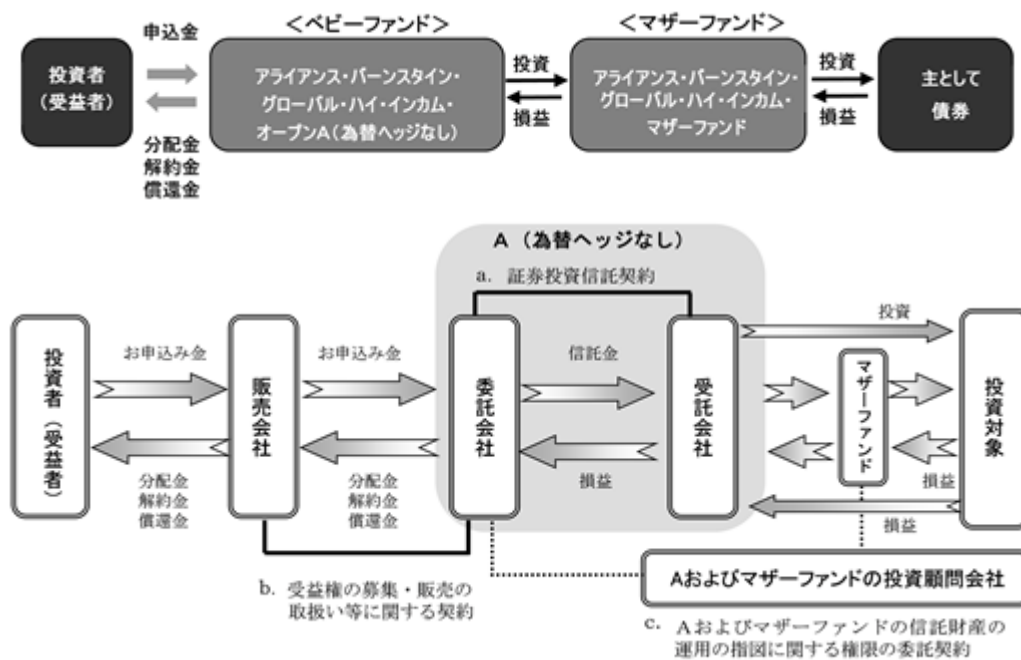 ＜ベビーファンド＞
＜マザーファンド＞
申込金
投資者
（受益者）
分配金
解約金
償還金
アライアンス・バーンスタイン・
グローバル・ハイ・インカム・
オープンA（為替ヘッジなし）
投資
損益
アライアンス・バーンスタイン・
グローバル・ハイ・インカム・
マザーファンド
投資
損益
主として
債券
A （為替ヘッジなし）
a. 証券投資信託契約
投資者（受益者）
お申込み金
分配金
解約金
償還金
販売会社
お申込み金
分配金
解約金
償還金
委託会社
信託金
損益
受託会社
投資
マザーファンド
損益
損益
投資対象
b. 受益権の募集・販売の
取扱い等に関する契約
Aおよびマザーファンドの投資顧問会社
c. Aおよびマザーファンドの信託財産の
運用の指図に関する権限の委託契約